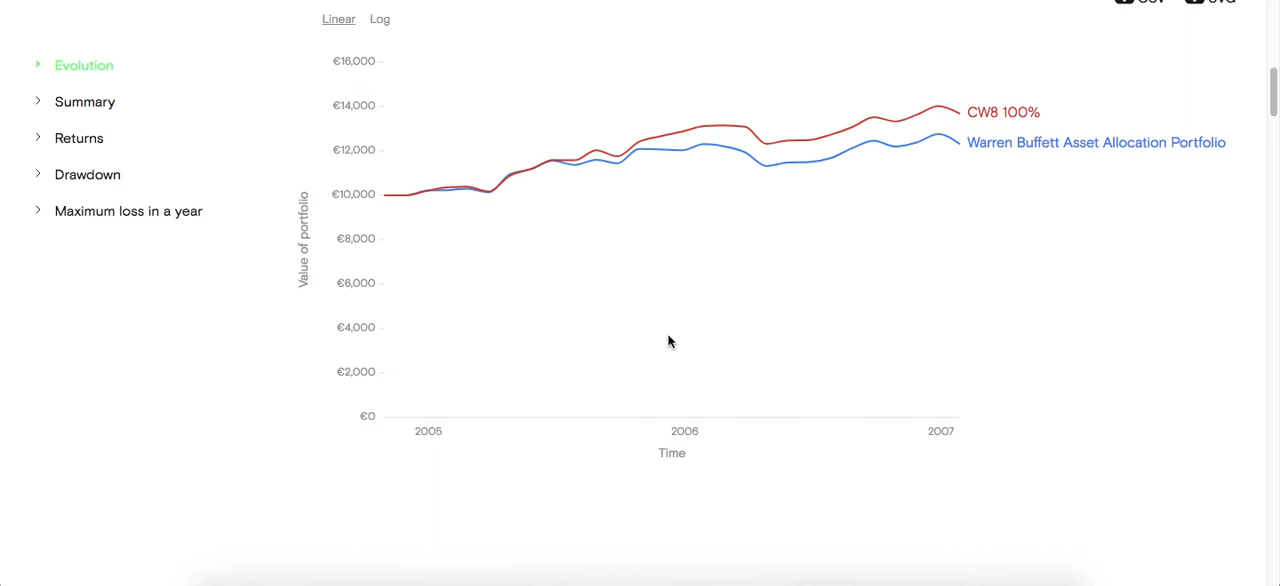 Linear Log
Evolution
Summary
Returns
Drawdown
Maximum loss in a year
€16,000
€14,000
€12,000
€10,000
€8,000
€6,000
€4,000
€2,000
€0
Value of portfolio
CW8 100%
Warren Buffett Asset Allocation Portfolio
2005 2006 2007
Time